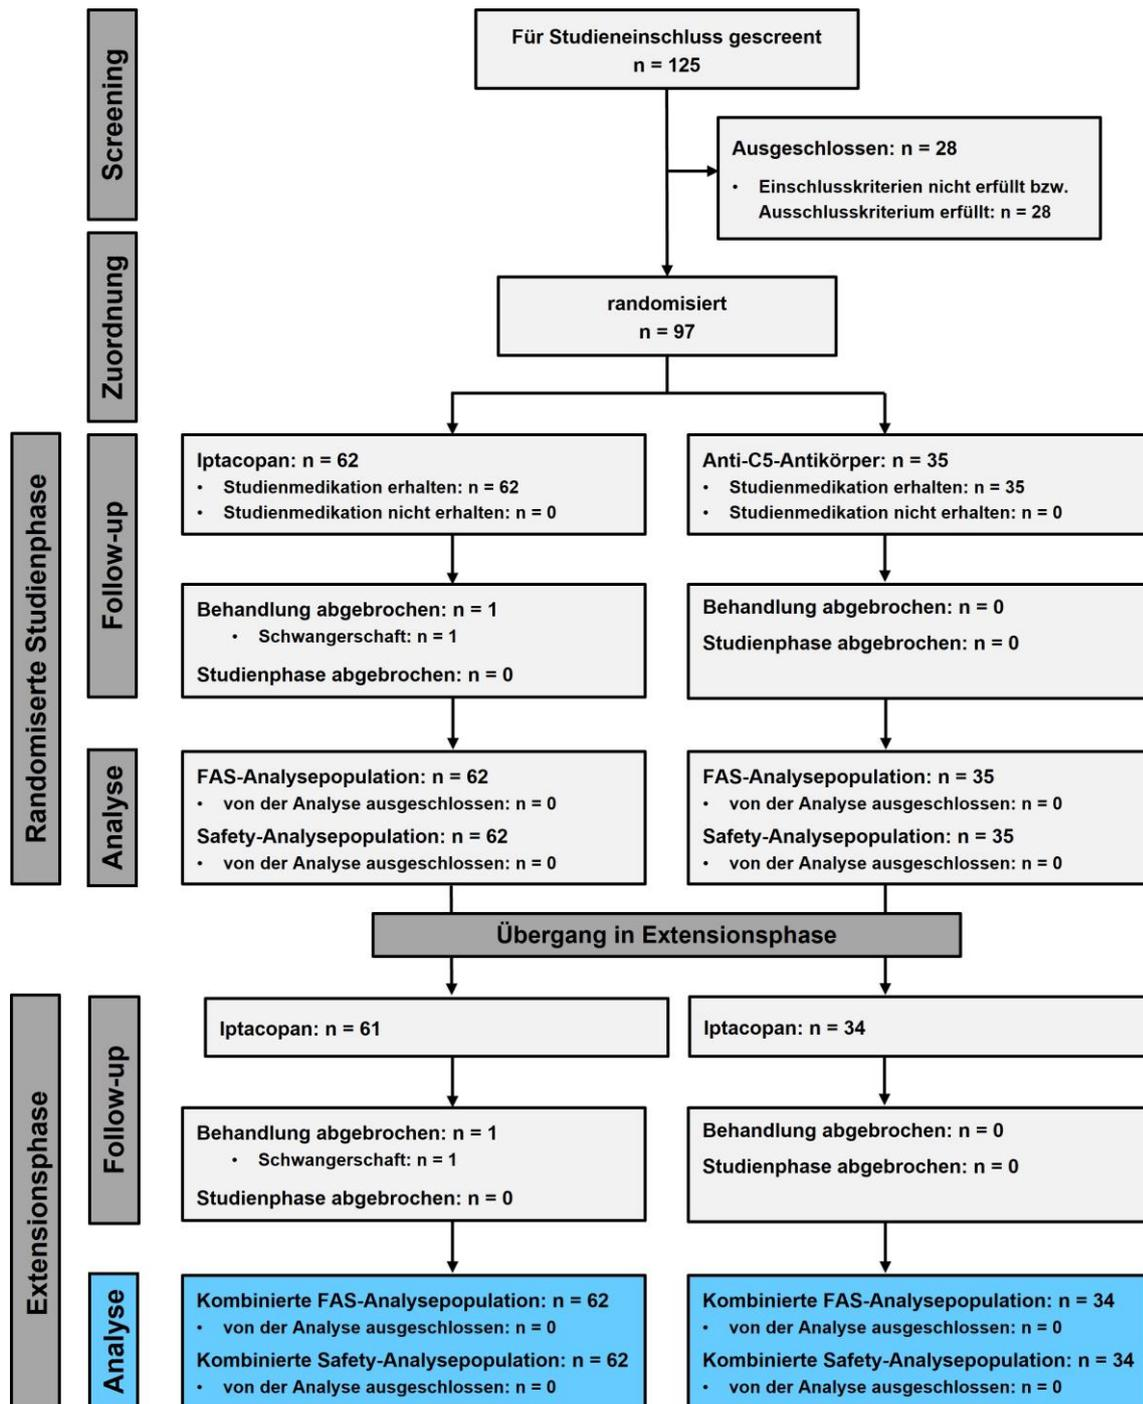 Screening
Für Studieneinschluss gescreent
n = 125
Ausgeschlossen: n = 28
• Einschlusskriterien nicht erfüllt bzw.
Ausschlusskriterium erfüllt: n = 28
Zuordnung
randomisiert
n = 97
Randomiserte Studienphase
Follow-up
Iptacopan: n = 62
• Studienmedikation erhalten: n = 62
• Studienmedikation nicht erhalten: n = 0
Anti-C5-Antikörper: n = 35
• Studienmedikation erhalten: n = 35
• Studienmedikation nicht erhalten: n = 0
Behandlung abgebrochen: n = 1
• Schwangerschaft: n = 1
Studienphase abgebrochen: n = 0
Behandlung abgebrochen: n = 0
Studienphase abgebrochen: n = 0
Analyse
FAS-Analysepopulation: n = 62
• von der Analyse ausgeschlossen: n = 0
Safety-Analysepopulation: n = 62
• von der Analyse ausgeschlossen: n = 0
FAS-Analysepopulation: n = 35
• von der Analyse ausgeschlossen: n = 0
Safety-Analysepopulation: n = 35
• von der Analyse ausgeschlossen: n = 0
Übergang in Extensionsphase
Extensionsphase
Follow-up
Iptacopan: n = 61
Iptacopan: n = 34
Behandlung abgebrochen: n = 1
• Schwangerschaft: n = 1
Studienphase abgebrochen: n = 0
Behandlung abgebrochen: n = 0
Studienphase abgebrochen: n = 0
Analyse
Kombinierte FAS-Analysepopulation: n = 62
• von der Analyse ausgeschlossen: n = 0
Kombinierte Safety-Analysepopulation: n = 62
• von der Analyse ausgeschlossen: n = 0
Kombinierte FAS-Analysepopulation: n = 34
• von der Analyse ausgeschlossen: n = 0
Kombinierte Safety-Analysepopulation: n = 34
• von der Analyse ausgeschlossen: n = 0